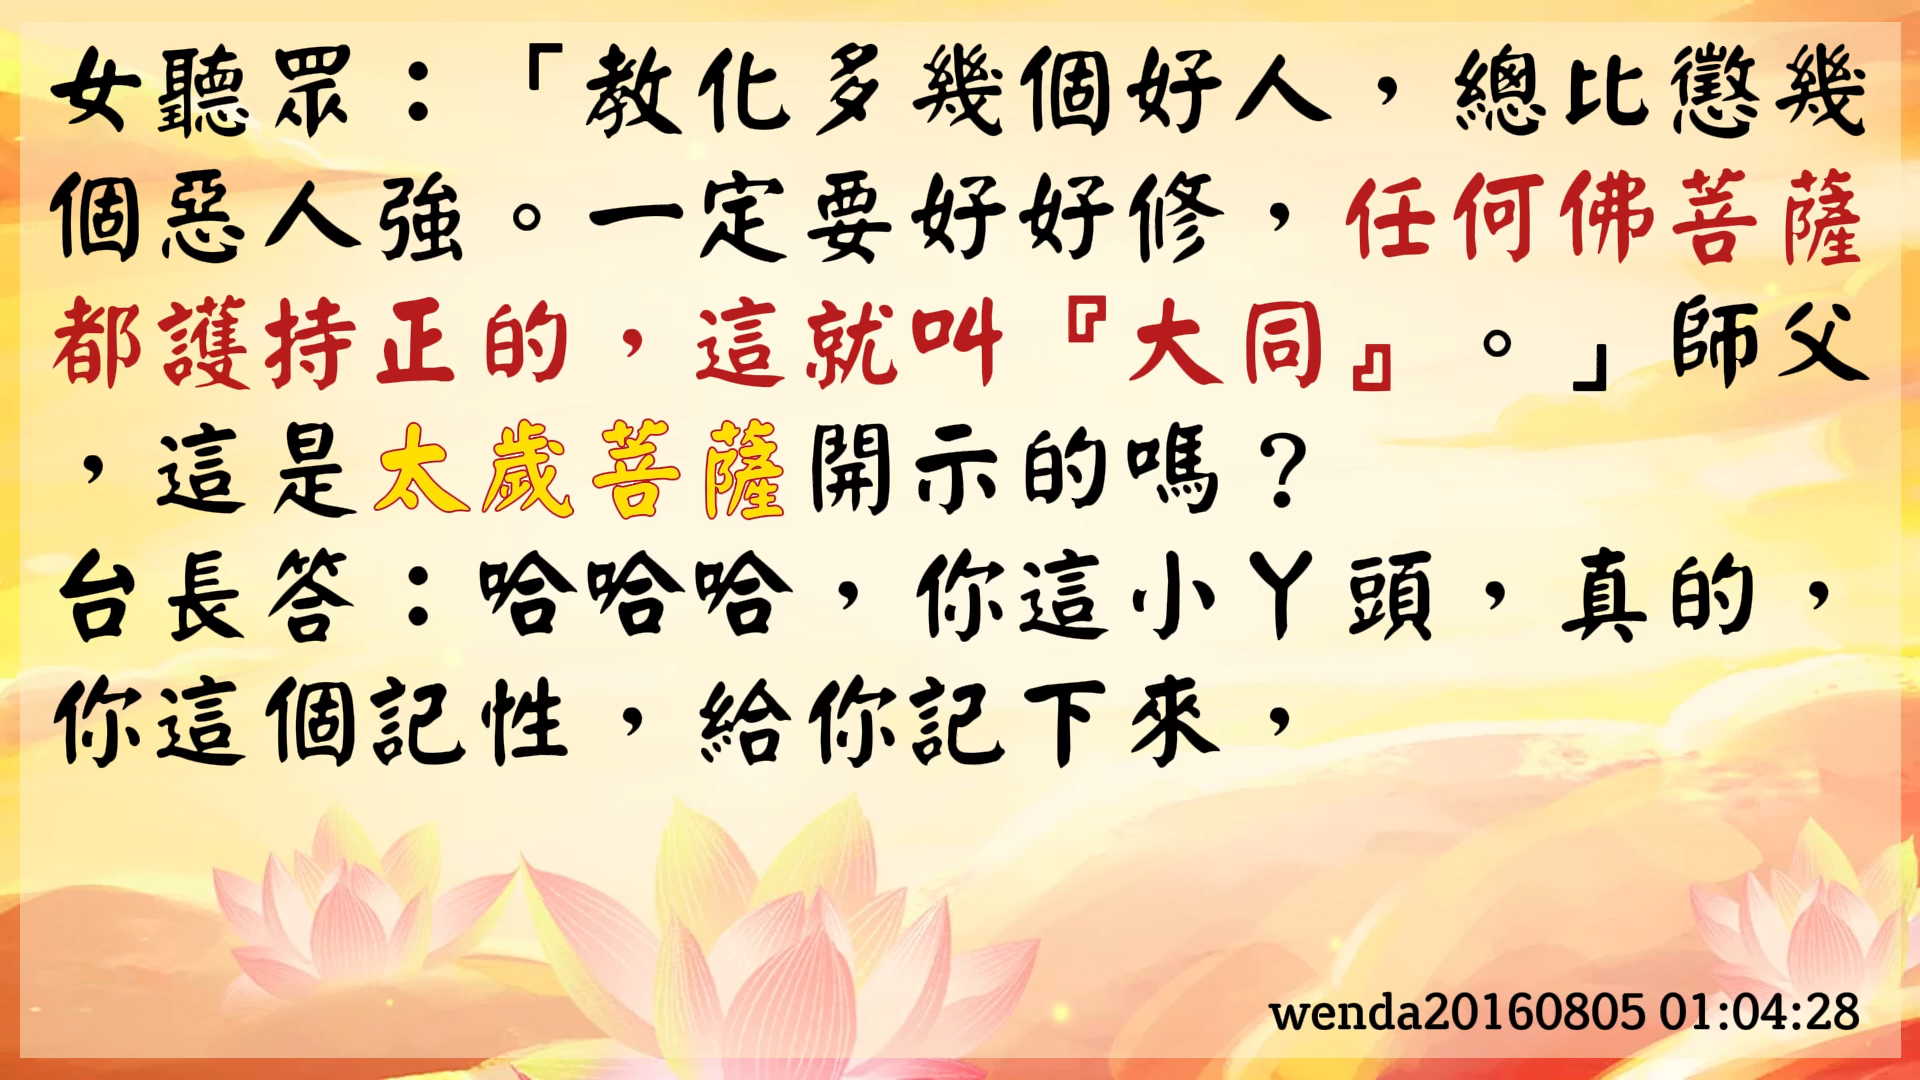 女聽眾：「教化多幾個好人，總比懲幾
個惡人強。一定要好好修，任何佛菩薩
都護持正的，這就叫『大同』。」師父
，這是太歲菩薩開示的嗎？
台長答：哈哈哈，你這小丫頭，真的，
你這個記性，給你記下來，
wenda20160805 01:04:28